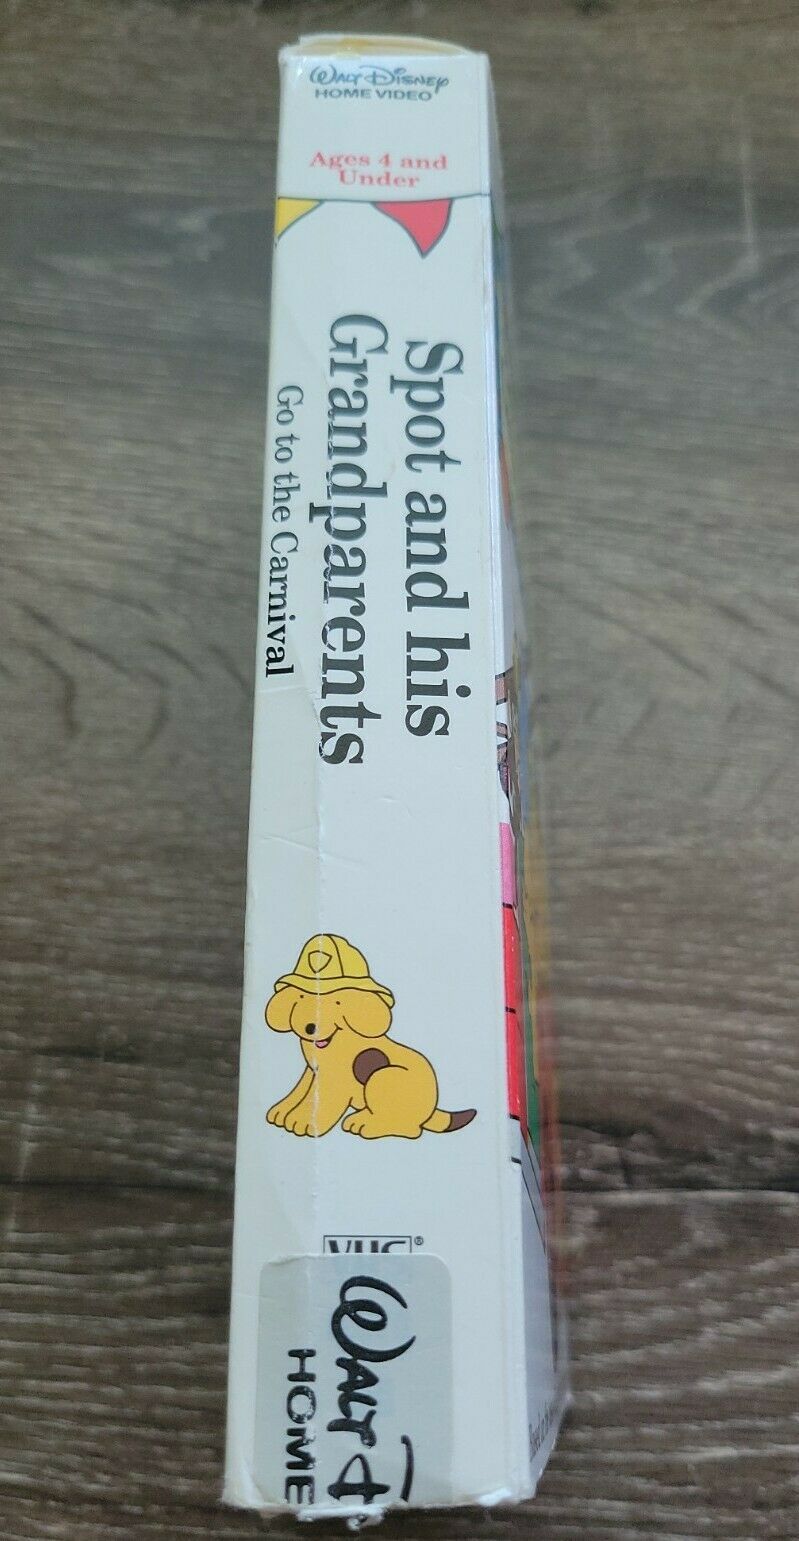 Walt Disney
HOME VIDEO
Ages 4 and
Under
Spot and his
Grandparents
Go to the Carnival
VHS®
Walt
HOME